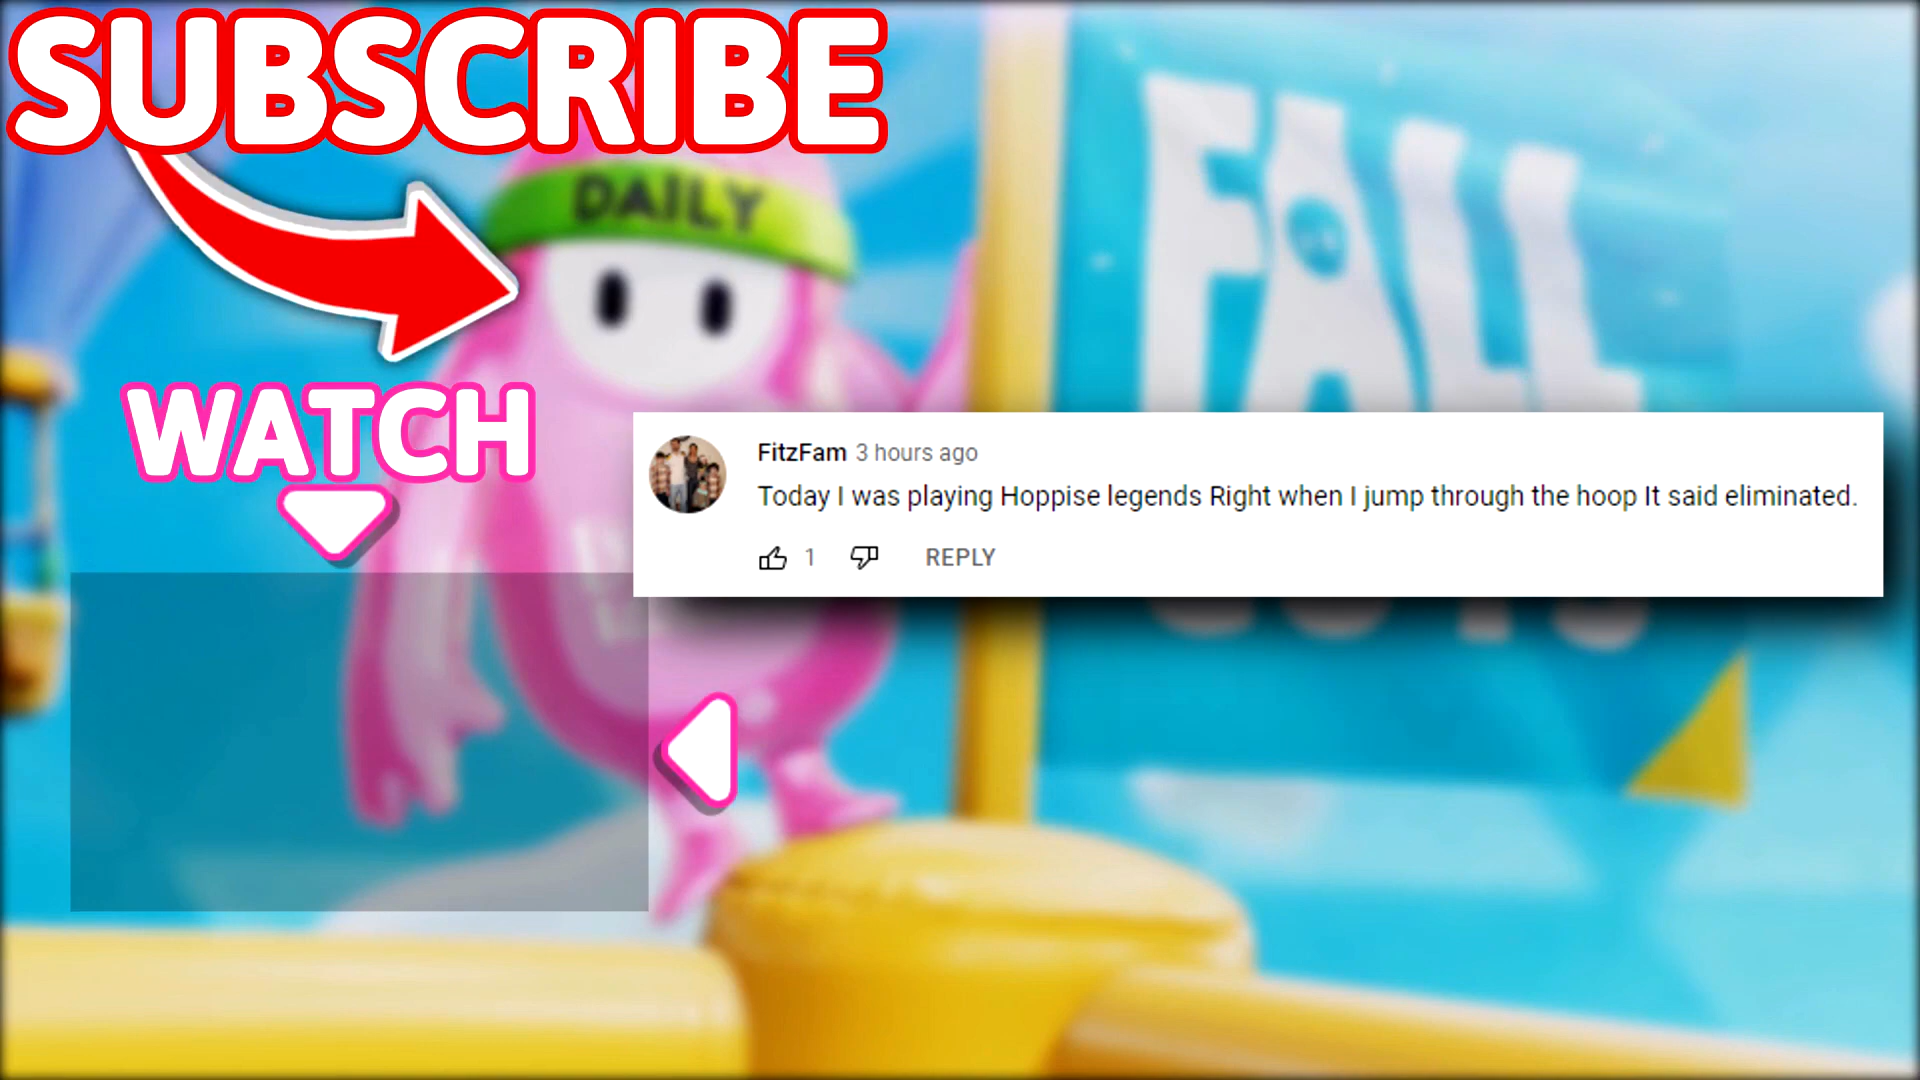 SUBSCRIBE
DAILY
FALL
WATCH
FitzFam 3 hours ago
Today I was playing Hoppise legends Right when I jump through the hoop It said eliminated.
1 REPLY